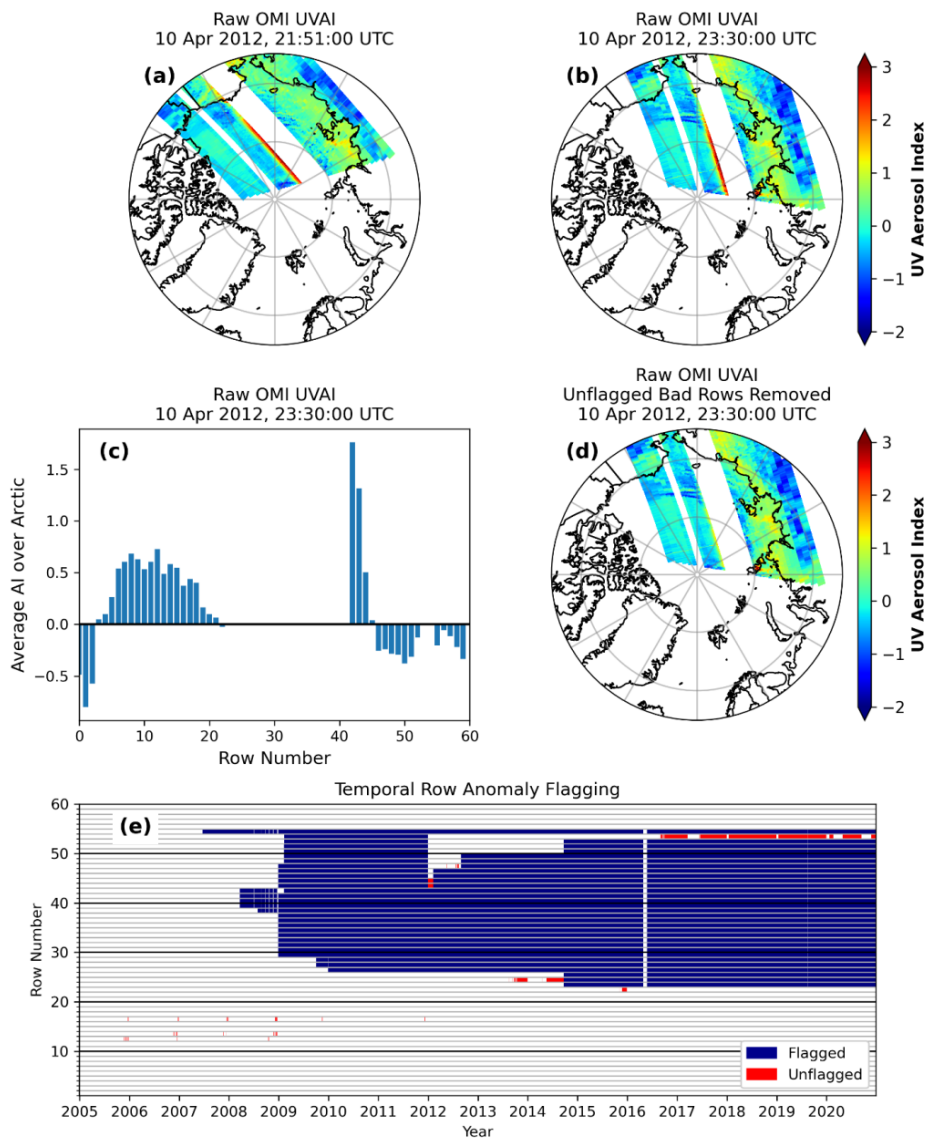 Raw OMI UVAI
10 Apr 2012, 21:51:00 UTC
(a)
Raw OMI UVAI
10 Apr 2012, 23:30:00 UTC
(b)
3
2
1
0
−1
−2
UV Aerosol Index
Raw OMI UVAI
10 Apr 2012, 23:30:00 UTC
(c)
1.5
1.0
0.5
0.0
−0.5
Average AI over Arctic
0 10 20 30 40 50 60
Row Number
Raw OMI UVAI
Unflagged Bad Rows Removed
10 Apr 2012, 23:30:00 UTC
(d)
3
2
1
0
−1
−2
UV Aerosol Index
Temporal Row Anomaly Flagging
(e)
60
50
40
30
20
10
Row Number
Flagged
Unflagged
2005 2006 2007 2008 2009 2010 2011 2012 2013 2014 2015 2016 2017 2018 2019 2020
Year